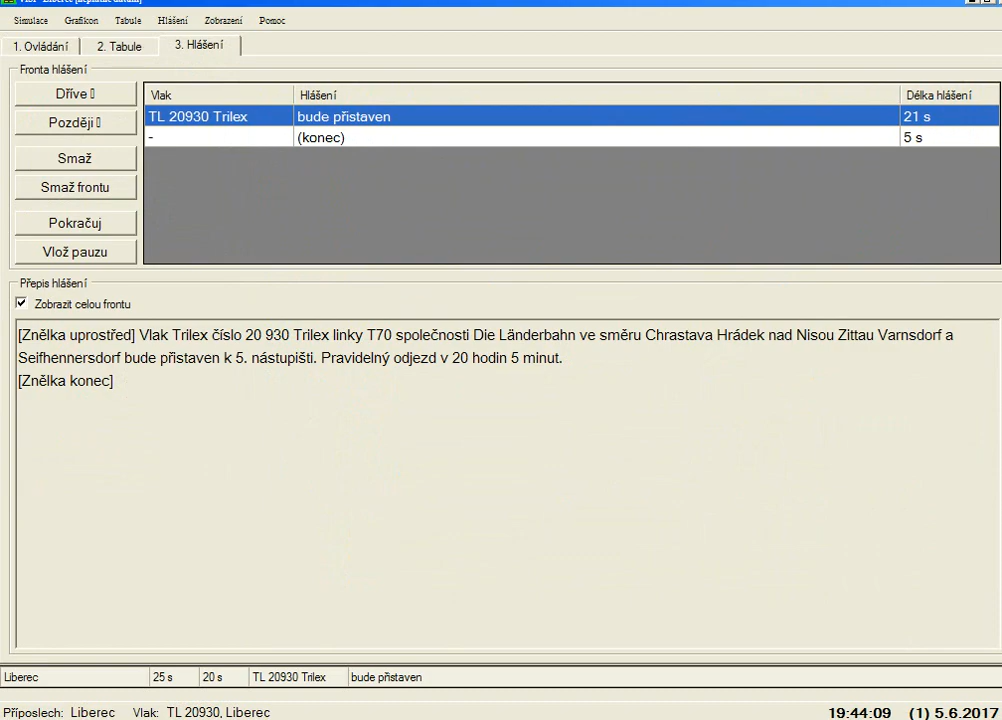 Simulace Grafikon Tabule Hlášení Zobrazení Pomoc
1. Ovládání 2. Tabule 3. Hlášení
Fronta hlášení
Dříve
Později
Smaž
Smaž frontu
Pokračuj
Vlož pauzu
Vlak Hlášení Délka hlášení
TL 20930 Trilex bude přistaven 21 s
- (konec) 5 s
Přepis hlášení
Zobrazit celou frontu
[Znělka uprostřed] Vlak Trilex číslo 20 930 Trilex linky T70 společnosti Die Länderbahn ve směru Chrastava Hrádek nad Nisou Zittau Varnsdorf a
Seifhennersdorf bude přistaven k 5. nástupišti. Pravidelný odjezd v 20 hodin 5 minut.
[Znělka konec]
Liberec 25 s 20 s TL 20930 Trilex bude přistaven
Příposlech: Liberec Vlak: TL 20930, Liberec 19:44:09 (1) 5.6.2017